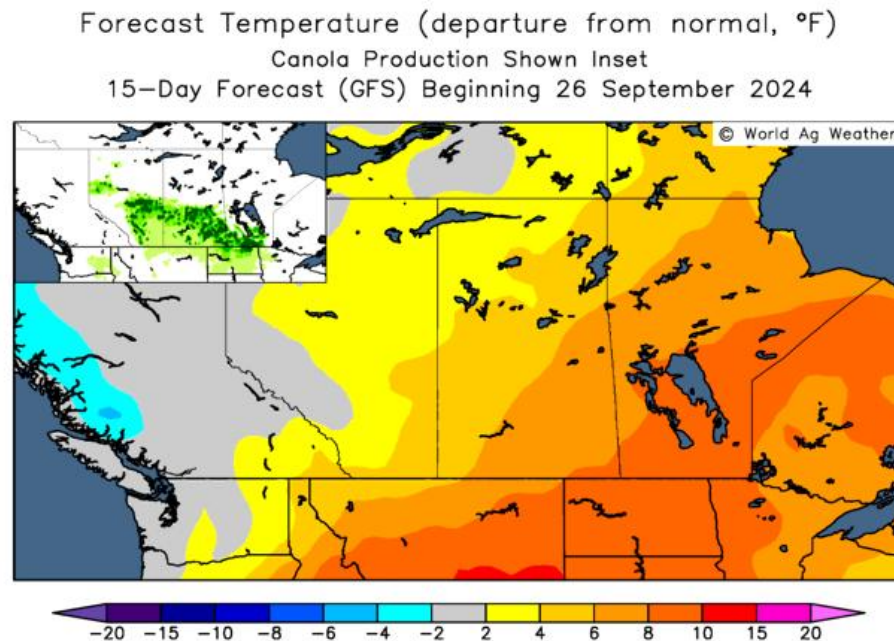 Forecast Temperature (departure from normal, °F)
Canola Production Shown Inset
15-Day Forecast (GFS) Beginning 26 September 2024
© World Ag Weather
-20 -15 -10 -8 -6 -4 -2 2 4 6 8 10 15 20